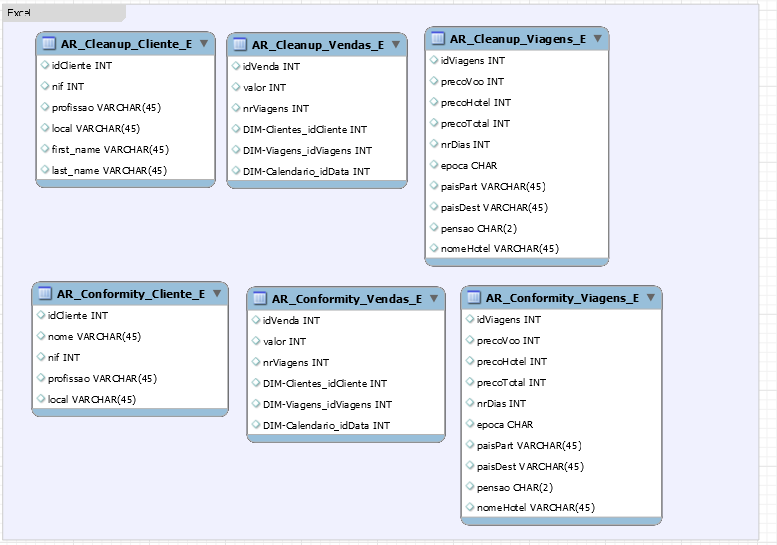 Excel
AR_Cleanup_Cliente_E
idCliente INT
nif INT
profissao VARCHAR(45)
local VARCHAR(45)
first_name VARCHAR(45)
last_name VARCHAR(45)
AR_Cleanup_Vendas_E
idVenda INT
valor INT
nrViagens INT
DIM-Clientes_idCliente INT
DIM-Viagens_idViagens INT
DIM-Calendario_idData INT
AR_Cleanup_Viagens_E
idViagens INT
precoVoo INT
precoHotel INT
precoTotal INT
nrDias INT
epoca CHAR
paisPart VARCHAR(45)
paisDest VARCHAR(45)
pensao CHAR(2)
nomeHotel VARCHAR(45)
AR_Conformity_Cliente_E
idCliente INT
nome VARCHAR(45)
nif INT
profissao VARCHAR(45)
local VARCHAR(45)
AR_Conformity_Vendas_E
idVenda INT
valor INT
nrViagens INT
DIM-Clientes_idCliente INT
DIM-Viagens_idViagens INT
DIM-Calendario_idData INT
AR_Conformity_Viagens_E
idViagens INT
precoVoo INT
precoHotel INT
precoTotal INT
nrDias INT
epoca CHAR
paisPart VARCHAR(45)
paisDest VARCHAR(45)
pensao CHAR(2)
nomeHotel VARCHAR(45)